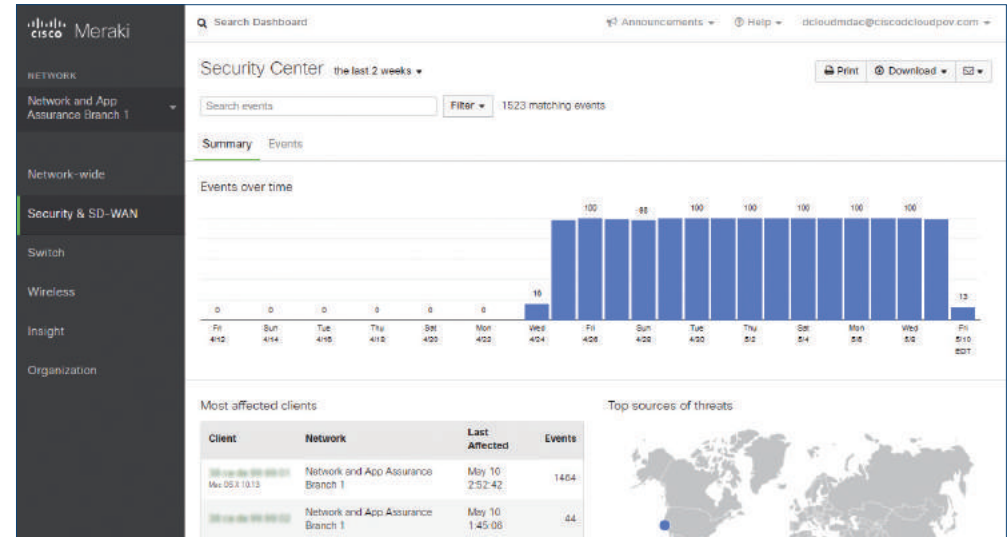 cisco Meraki
Search Dashboard
Announcements
Help
dcloudmdac@ciscodcloudpov.com
NETWORK
Network and App
Assurance Branch 1
Network-wide
Security & SD-WAN
Switch
Wireless
Insight
Organization
Security Center the last 2 weeks
Print
Download
Search events
Filter
1523 matching events
Summary Events
Events over time
0 0 0 0 0 0 16 100 98 100 100 100 100 100 13
Fri Sun Tue Thu Sat Mon Wed Fri Sun Tue Thu Sat Mon Wed Fri
4/12 4/14 4/16 4/18 4/20 4/22 4/24 4/26 4/28 4/30 5/2 5/4 5/6 5/8 5/10
EDT
Most affected clients
Client Network Last Affected Events
Mac OS X 10.13
Network and App Assurance
Branch 1
May 10
2:52:42
1464
Network and App Assurance
Branch 1
May 10
1:45:06
44
Top sources of threats